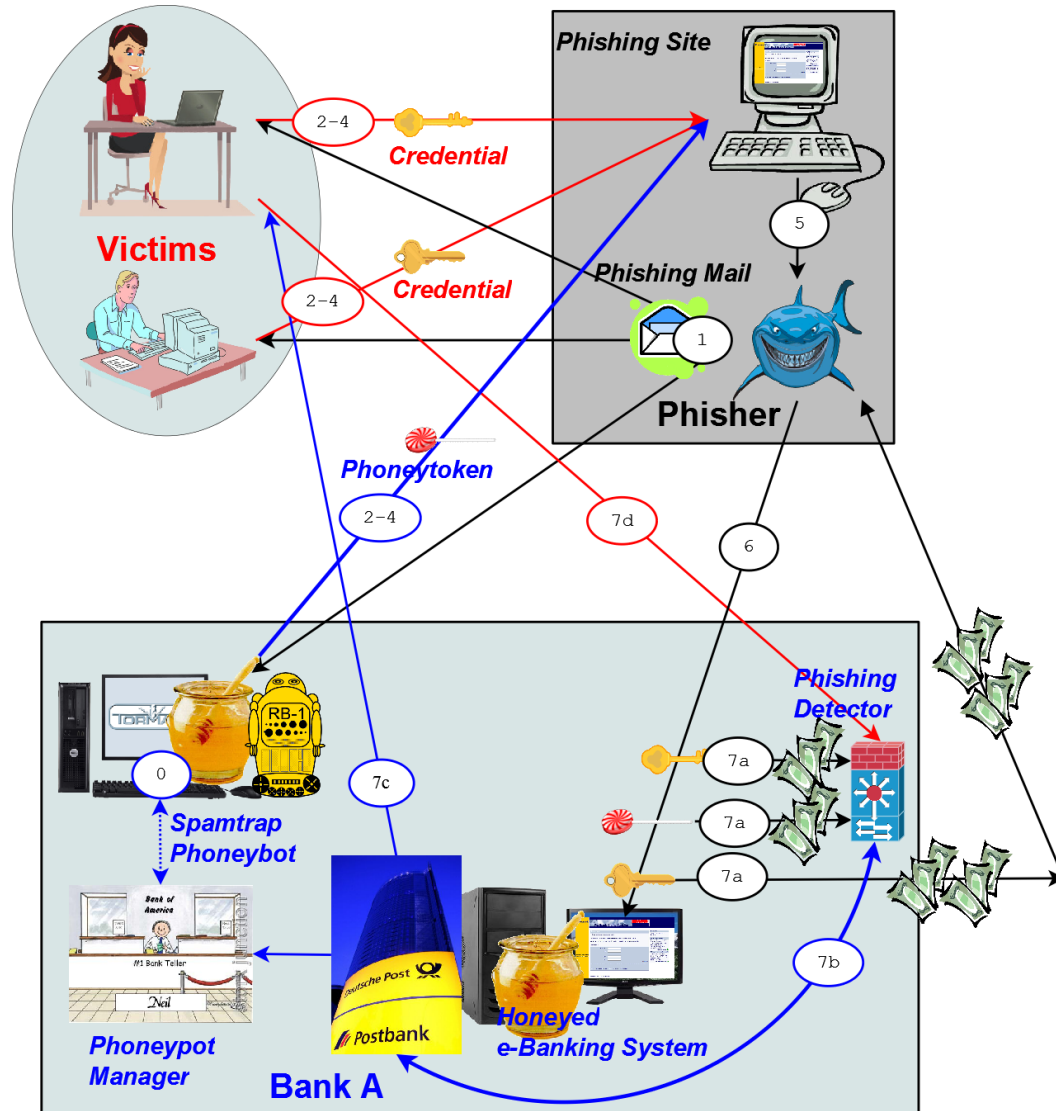 Phishing Site
2-4
Credential
Victims
5
Credential
2-4
Phishing Mail
1
Phisher
Phoneytoken
2-4
7d
6
Phishing
Detector
RB-1
0
7c
7a
Spamtrap
Phoneybot
7a
7a
Bank of
America
#1 Bank Teller
Neil
Deutsche Post
Postbank
7b
Honeyed
e-Banking System
Phoneypot
Manager
Bank A